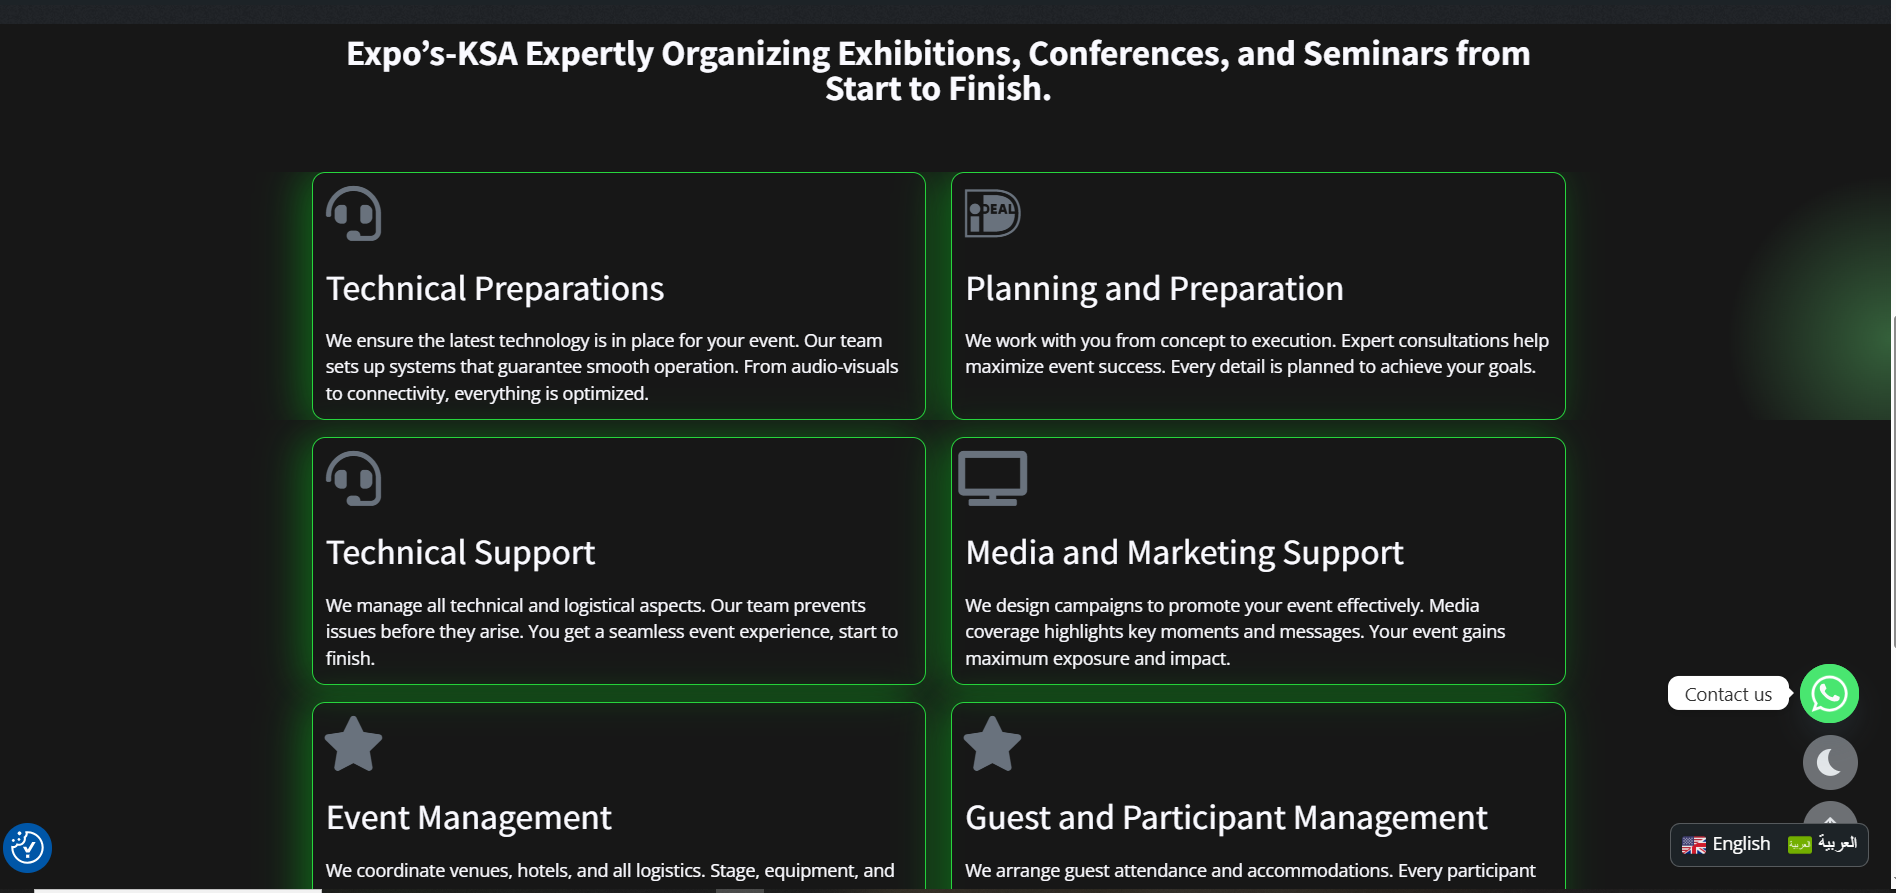 Expo’s-KSA Expertly Organizing Exhibitions, Conferences, and Seminars from
Start to Finish.
Technical Preparations
We ensure the latest technology is in place for your event. Our team
sets up systems that guarantee smooth operation. From audio-visuals
to connectivity, everything is optimized.
iDEAL
Planning and Preparation
We work with you from concept to execution. Expert consultations help
maximize event success. Every detail is planned to achieve your goals.
Technical Support
We manage all technical and logistical aspects. Our team prevents
issues before they arise. You get a seamless event experience, start to
finish.
Media and Marketing Support
We design campaigns to promote your event effectively. Media
coverage highlights key moments and messages. Your event gains
maximum exposure and impact.
Event Management
We coordinate venues, hotels, and all logistics. Stage, equipment, and
Guest and Participant Management
We arrange guest attendance and accommodations. Every participant
Contact us
English العربية العربية